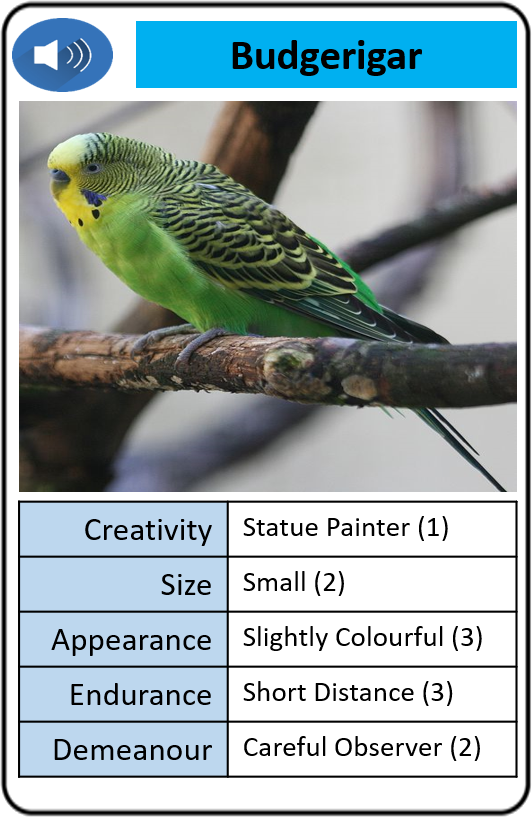 Budgerigar
Creativity Statue Painter (1)
Size Small (2)
Appearance Slightly Colourful (3)
Endurance Short Distance (3)
Demeanour Careful Observer (2)